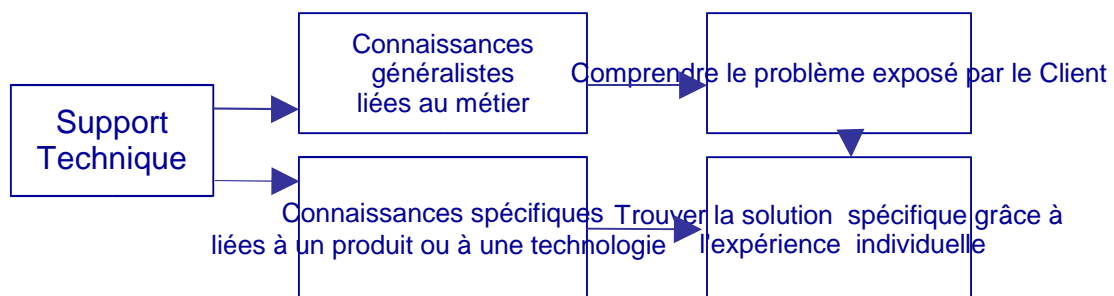 Support
Technique
Connaissances
généralistes
liées au métier
Comprendre le problème exposé par le Client
Connaissances spécifiques
liées à un produit ou à une technologie
Trouver la solution spécifique grâce à
l'expérience individuelle